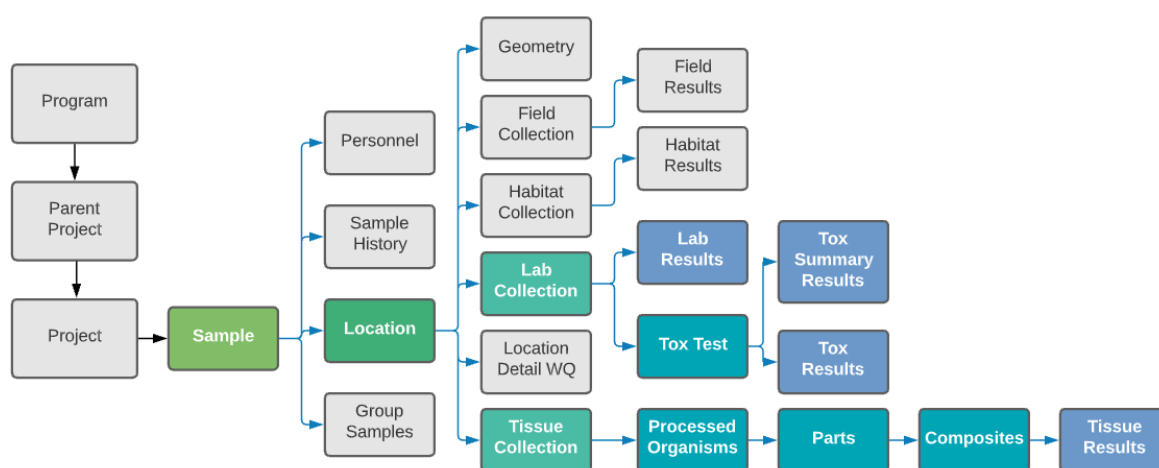 Program
Parent
Project
Project
Sample
Personnel
Sample
History
Location
Group
Samples
Geometry
Field
Collection
Habitat
Collection
Lab
Collection
Location
Detail WQ
Tissue
Collection
Field
Results
Habitat
Results
Lab
Results
Tox Test
Processed
Organisms
Tox
Summary
Results
Tox
Results
Parts
Composites
Tissue
Results